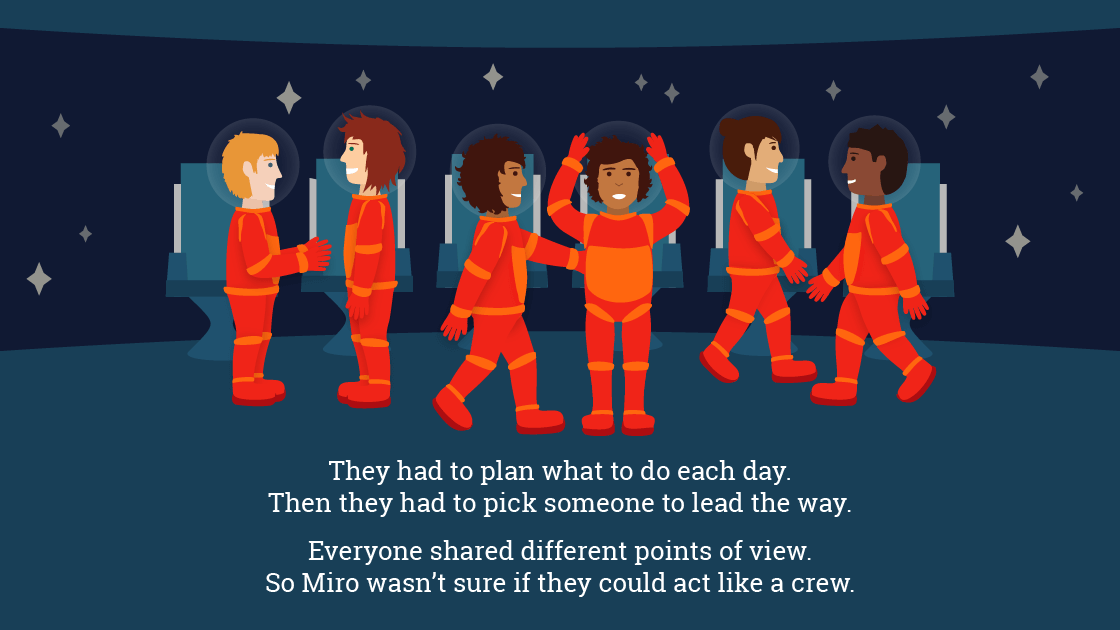 They had to plan what to do each day.
Then they had to pick someone to lead the way.
Everyone shared different points of view.
So Miro wasn’t sure if they could act like a crew.